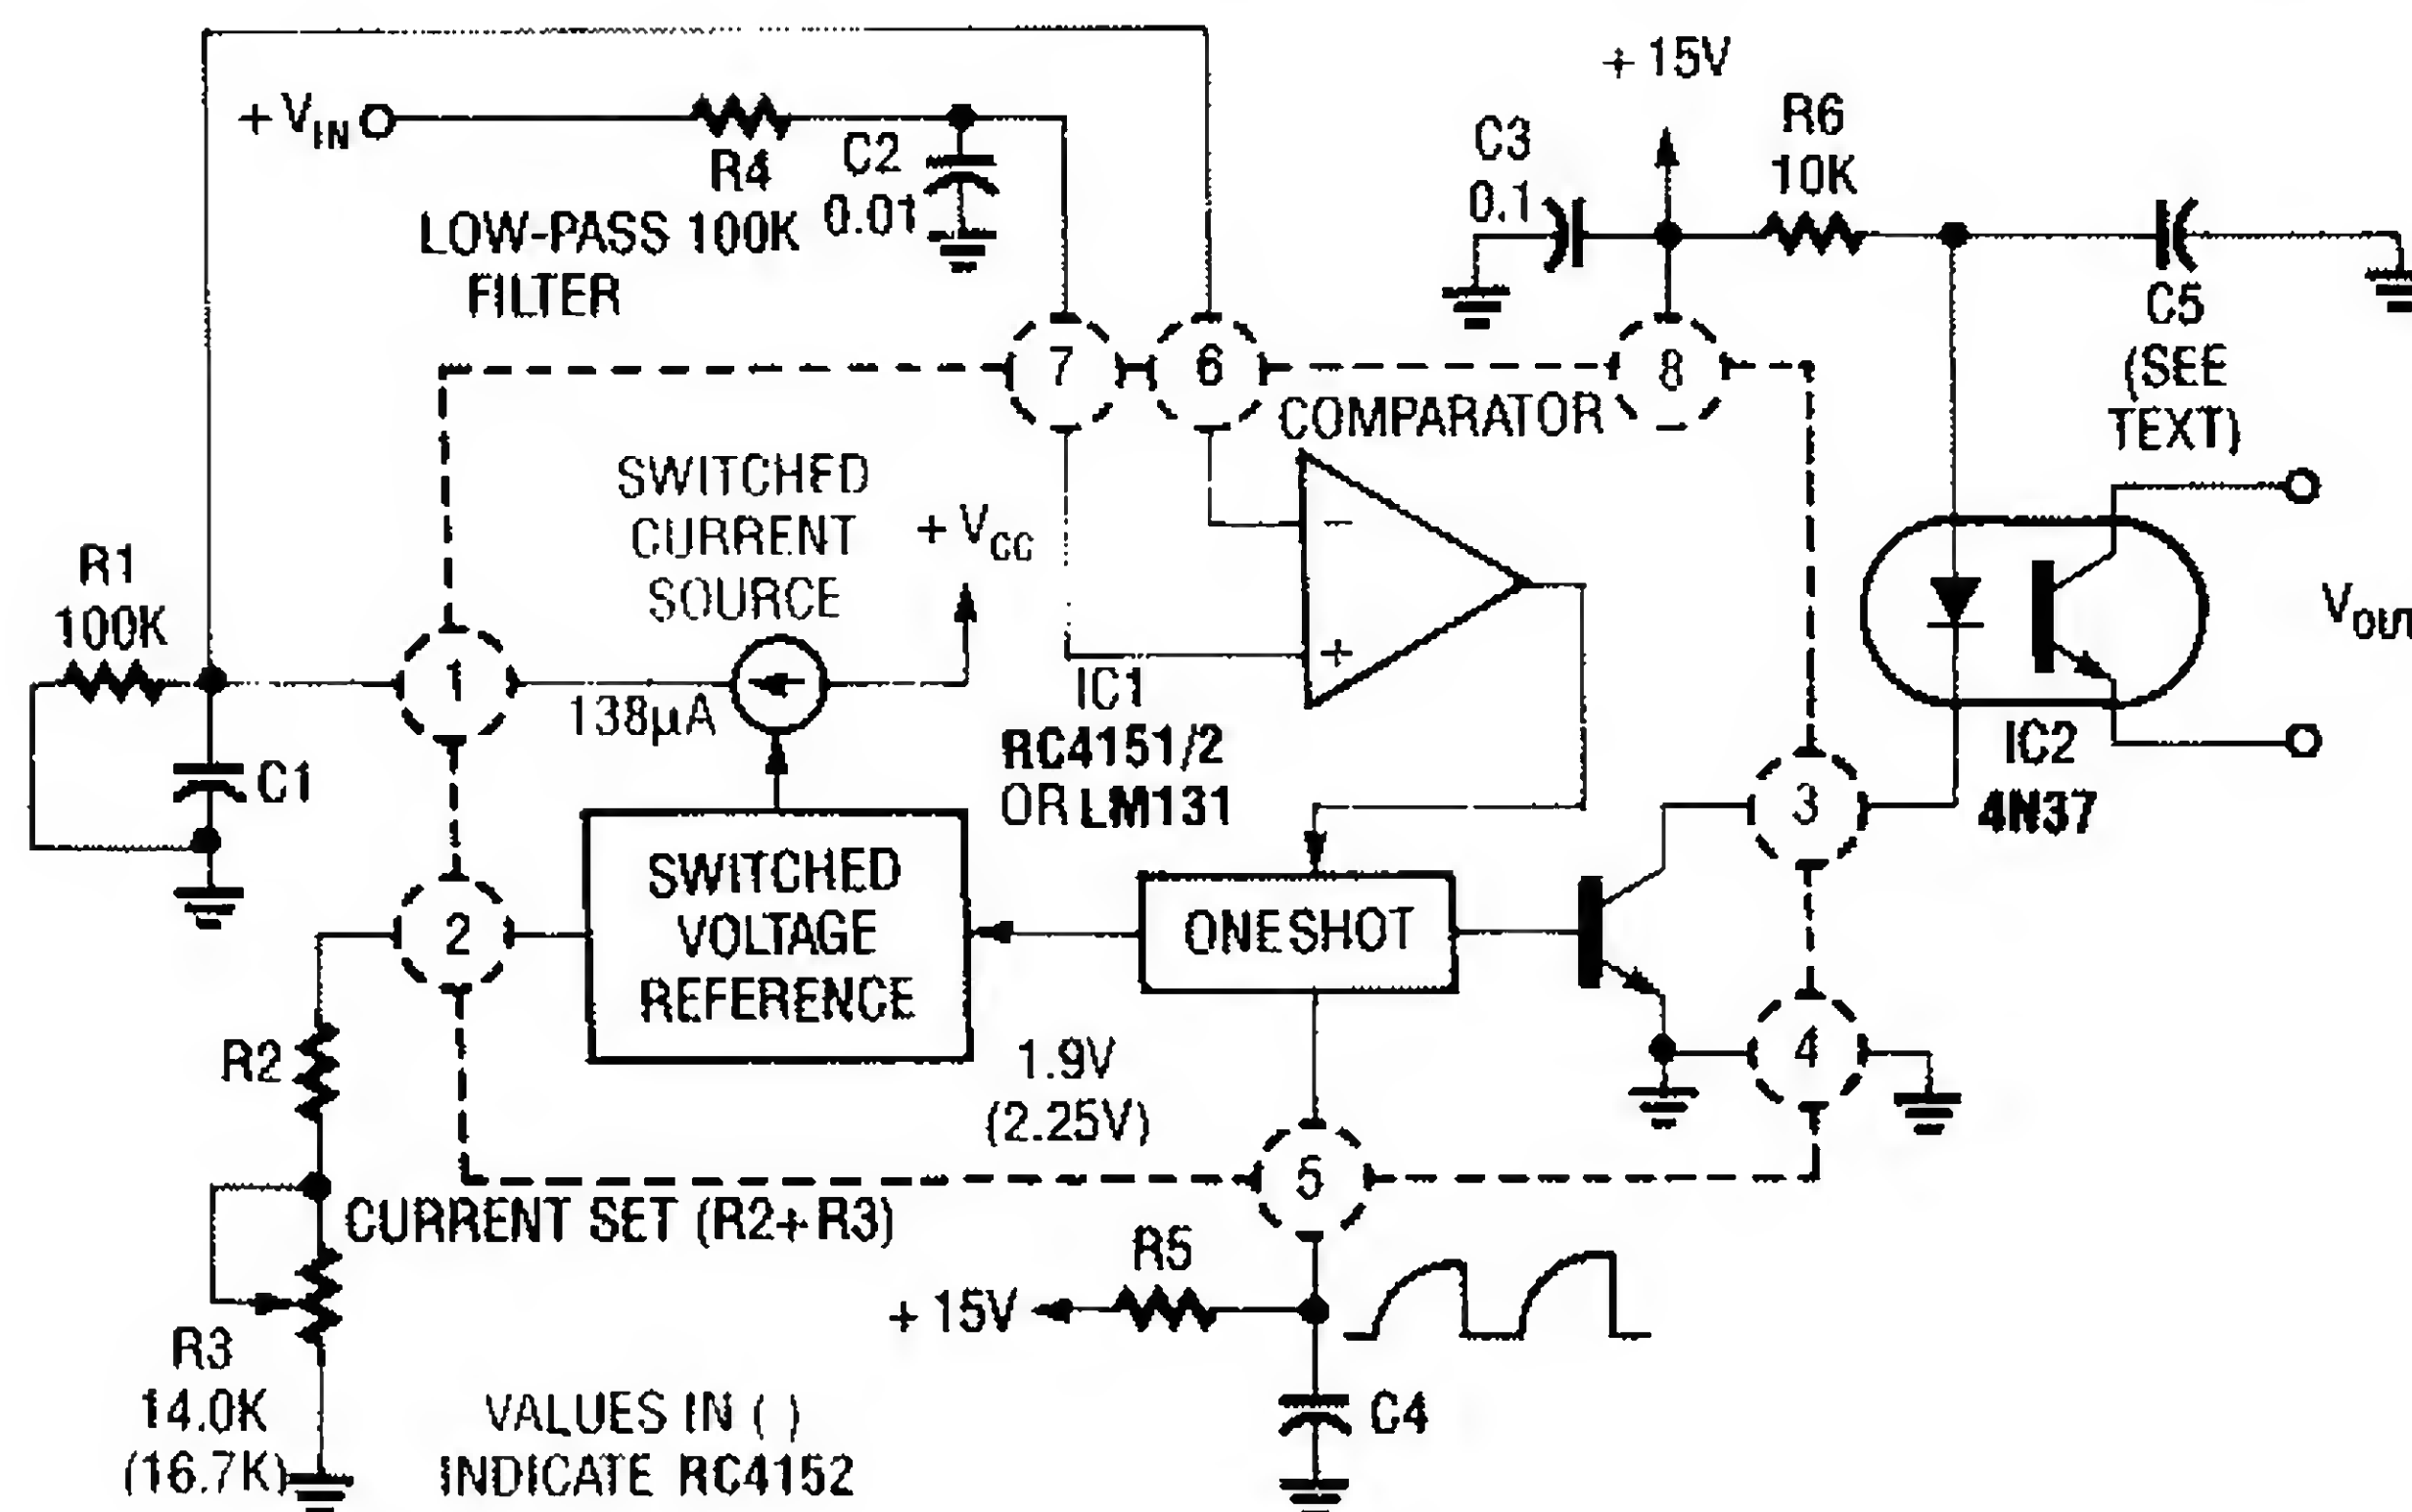 + 15V
+ VIN
R4
LOW-PASS 100K
FILTER
C2
0.01
C3
0.1
R6
10K
C5
(SEE
TEXT)
7
6
8
COMPARATOR
SWITCHED
CURRENT
SOURCE
+ VCC
−
+
R1
100K
1
138µA
IC1
RC4151/2
OR LM131
VOUT
IC2
4N37
C1
3
SWITCHED
VOLTAGE
REFERENCE
2
ONESHOT
4
R2
1.9V
(2.25V)
5
CURRENT SET (R2+ R3)
R5
+ 15V
R3
14.0K
(16.7K)
C4
VALUES IN ( )
INDICATE RC4152